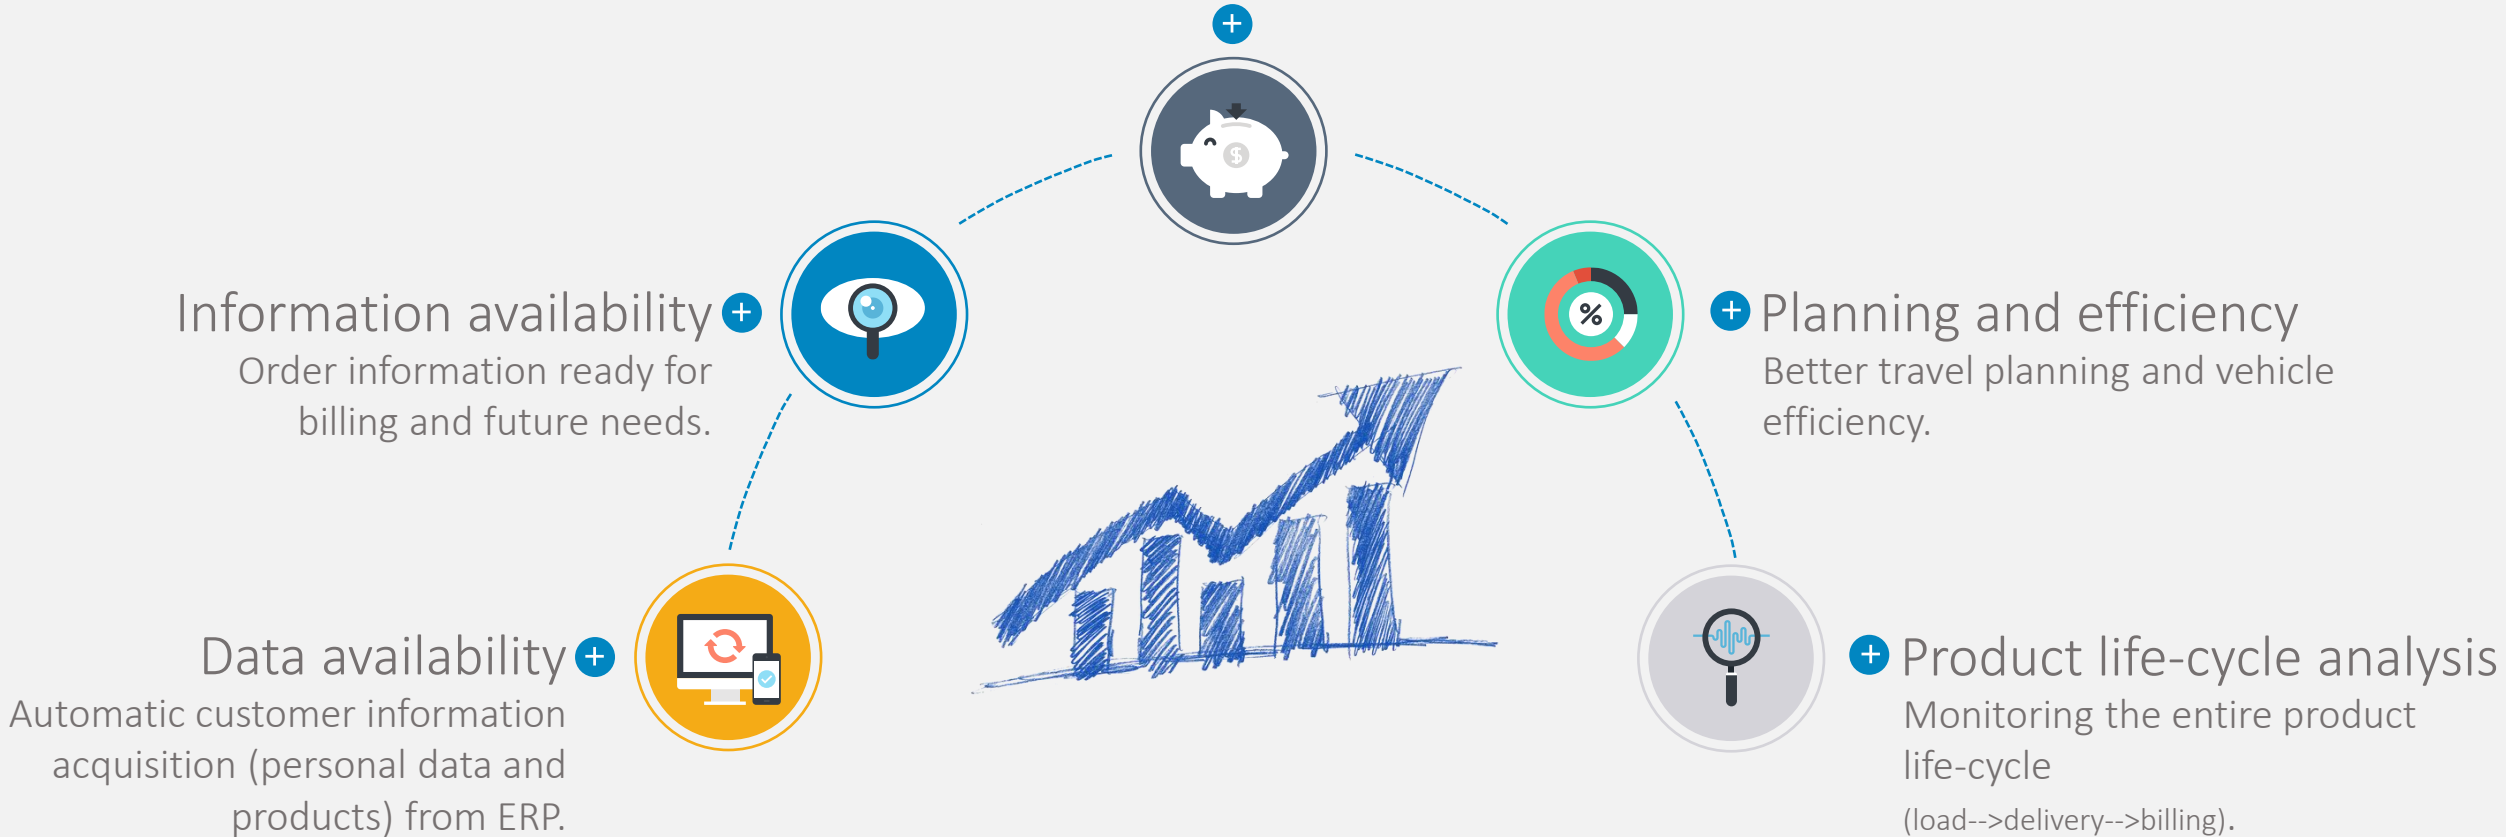 Information availability
Order information ready for
billing and future needs.
Data availability
Automatic customer information
acquisition (personal data and
products) from ERP.
$
%
Planning and efficiency
Better travel planning and vehicle
efficiency.
Product life-cycle analysis
Monitoring the entire product
life-cycle
(load-->delivery-->billing).